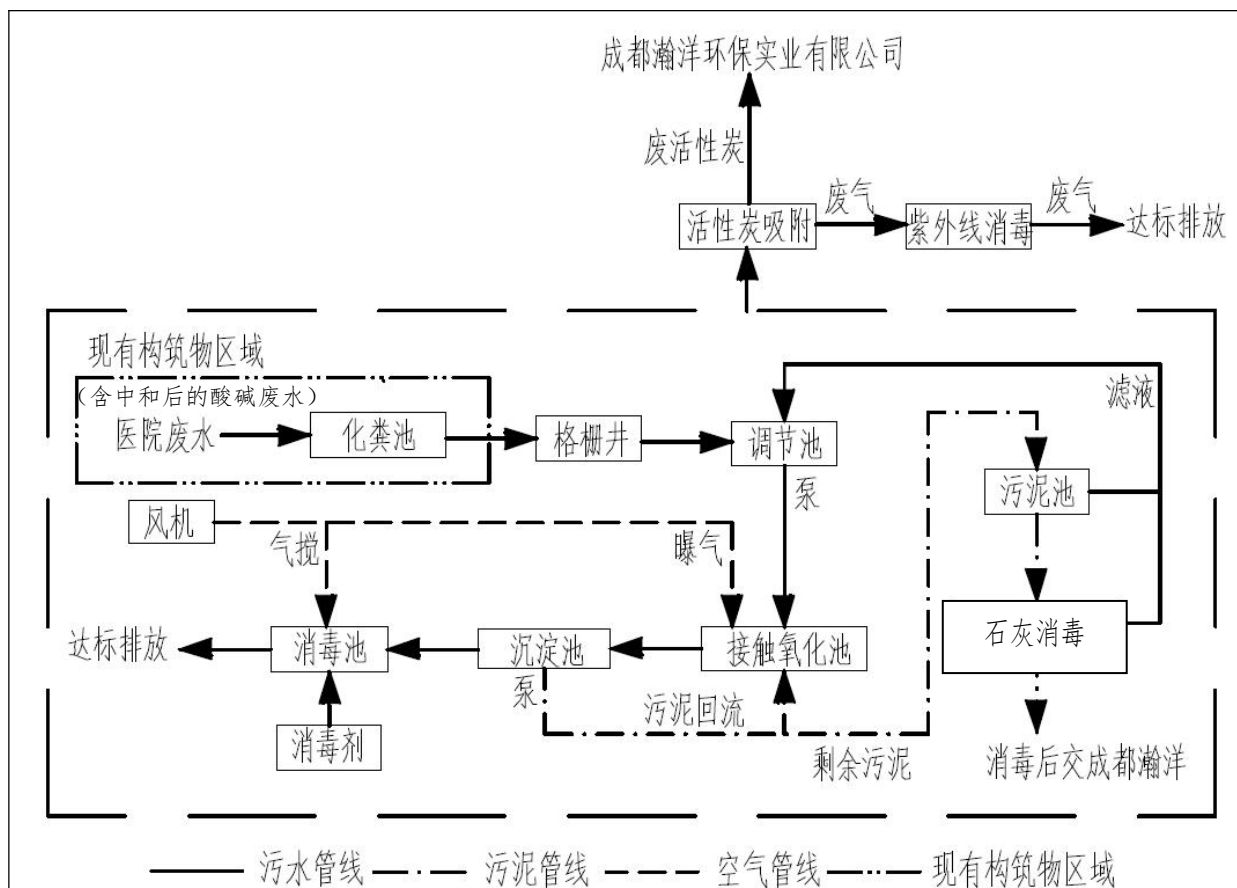 成都瀚洋环保实业有限公司
废活性炭
废气
废气
活性炭吸附
紫外线消毒
达标排放
现有构筑物区域
（含中和后的酸碱废水）
滤液
医院废水
化粪池
格栅井
调节池
泵
污泥池
风机
气搅
曝气
石灰消毒
达标排放
消毒池
沉淀池
接触氧化池
泵
污泥回流
消毒剂
剩余污泥
消毒后交成都瀚洋
污水管线
污泥管线
空气管线
现有构筑物区域